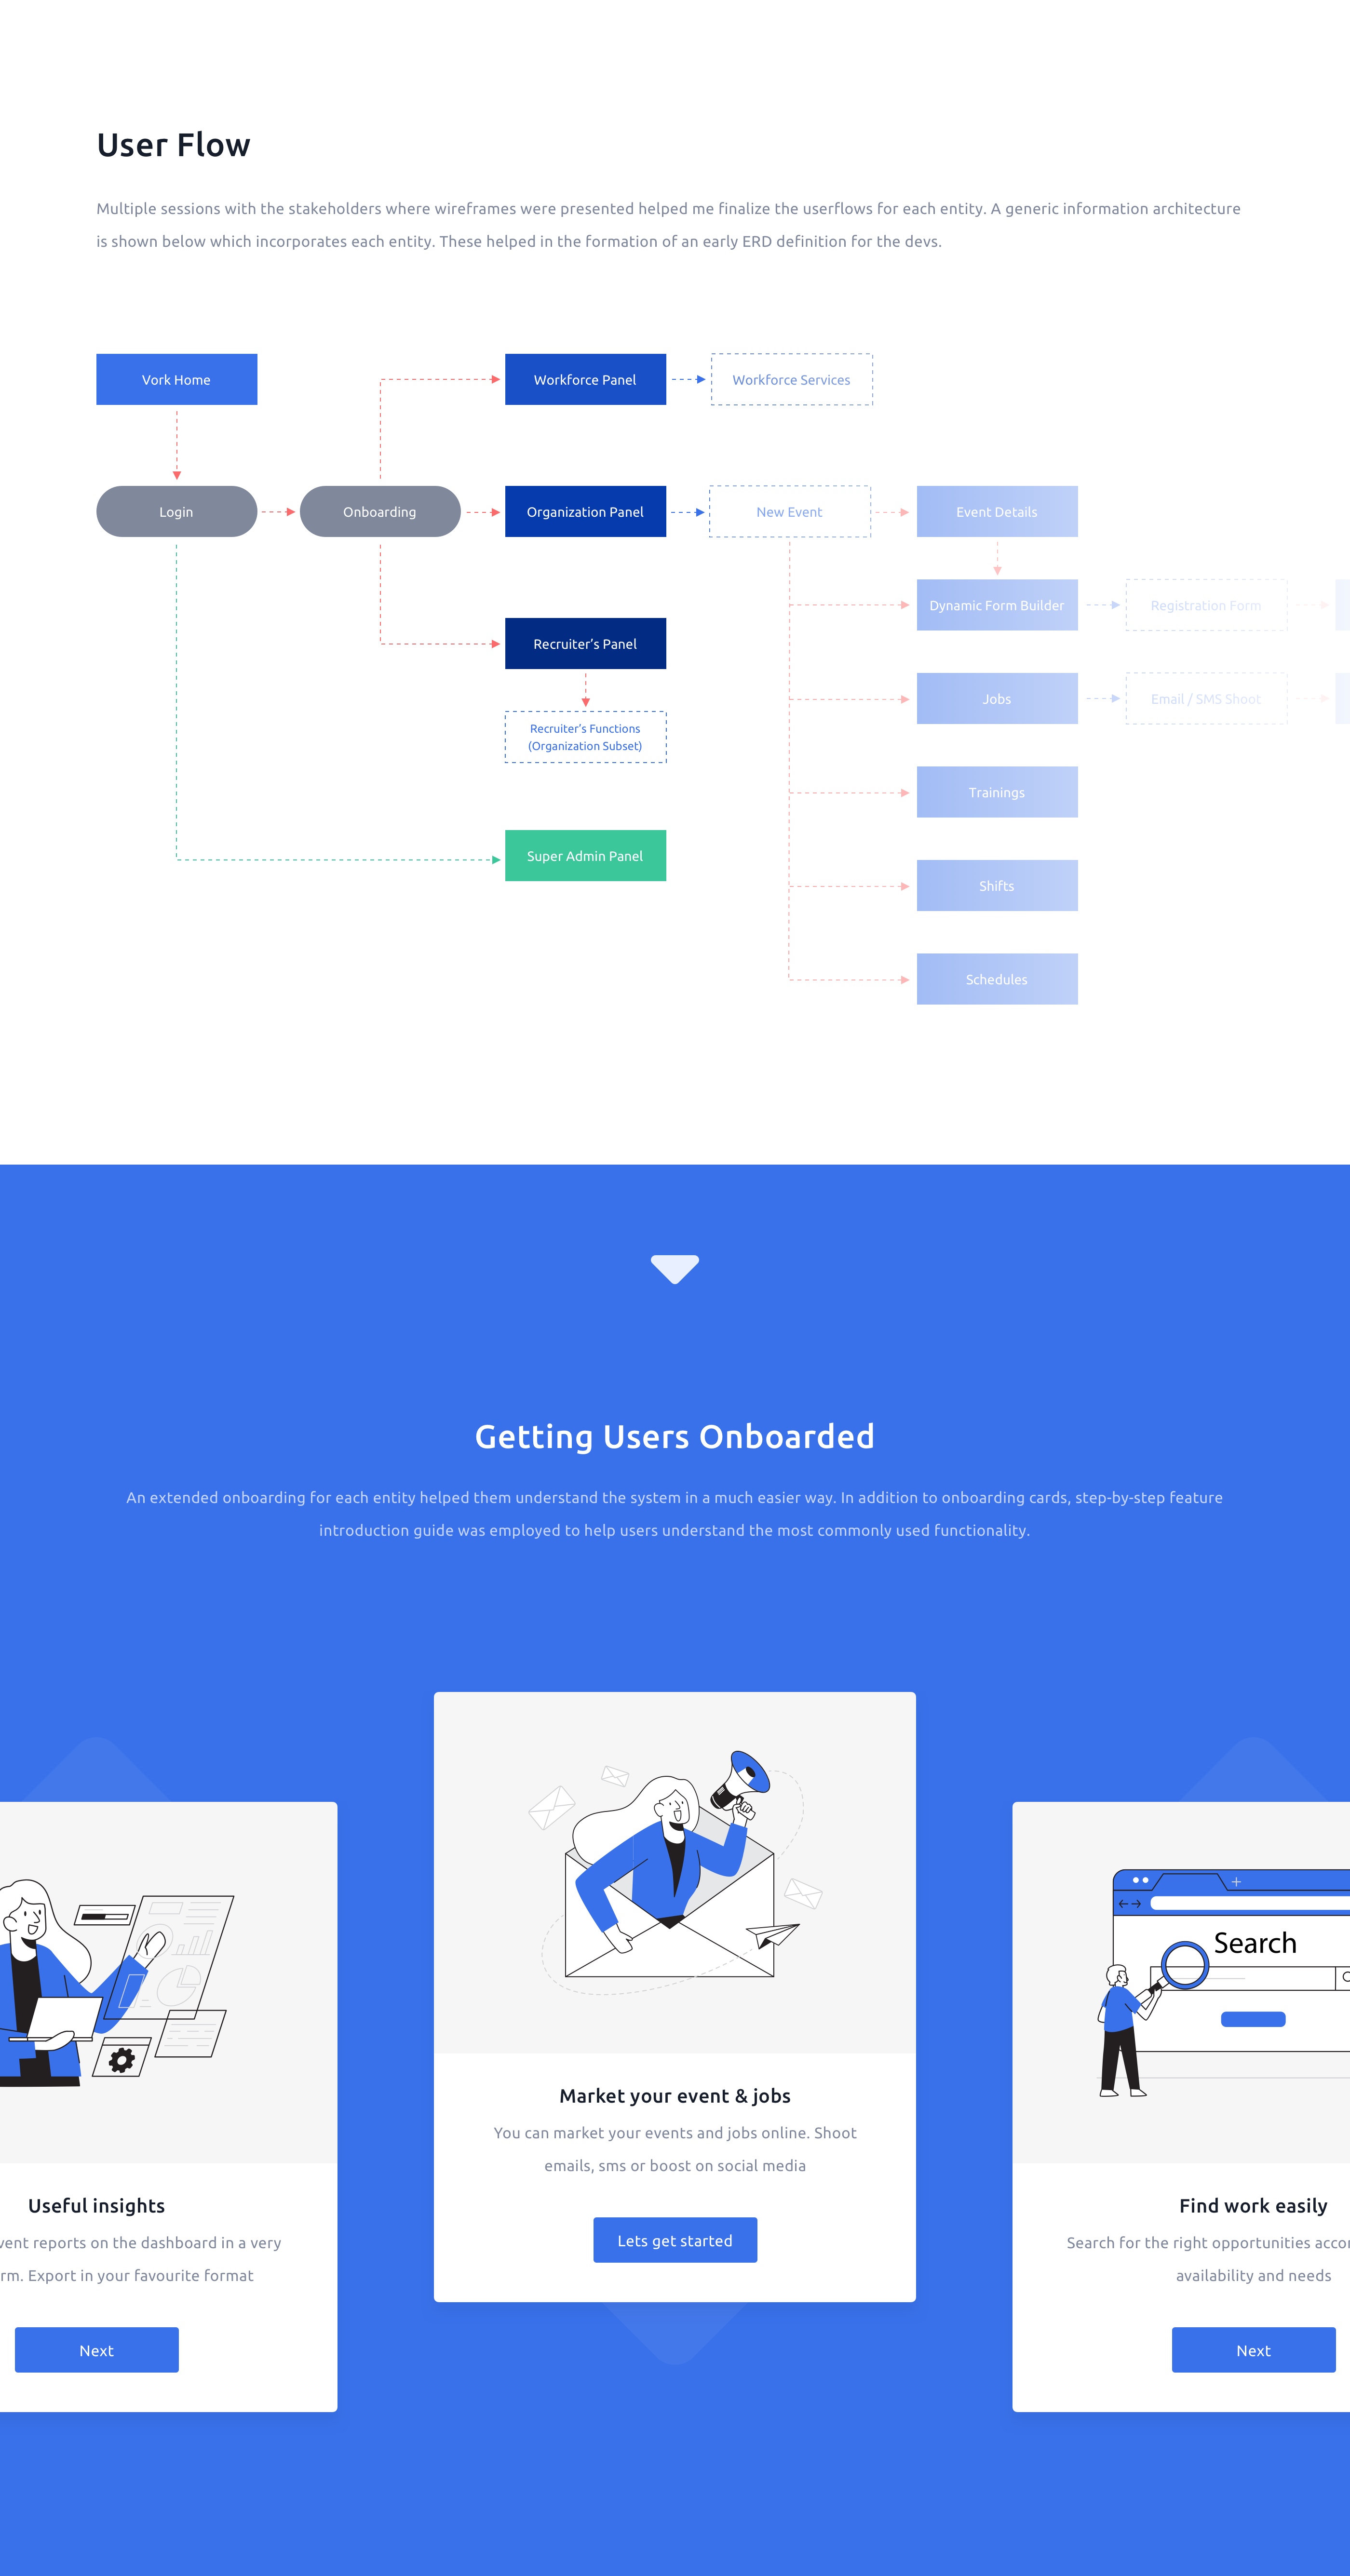 User Flow
Multiple sessions with the stakeholders where wireframes were presented helped me finalize the userflows for each entity. A generic information architecture
is shown below which incorporates each entity. These helped in the formation of an early ERD definition for the devs.
Vork Home
Workforce Panel
Workforce Services
Login
Onboarding
Organization Panel
New Event
Event Details
Dynamic Form Builder
Registration Form
Recruiter’s Panel
Jobs
Email / SMS Shoot
Recruiter’s Functions
(Organization Subset)
Trainings
Super Admin Panel
Shifts
Schedules
Getting Users Onboarded
An extended onboarding for each entity helped them understand the system in a much easier way. In addition to onboarding cards, step-by-step feature
introduction guide was employed to help users understand the most commonly used functionality.
Useful insights
reports on the dashboard in a very
Export in your favourite format
Next
Market your event & jobs
You can market your events and jobs online. Shoot
emails, sms or boost on social media
Lets get started
Search
Find work easily
Search for the right opportunities
availability and needs
Next